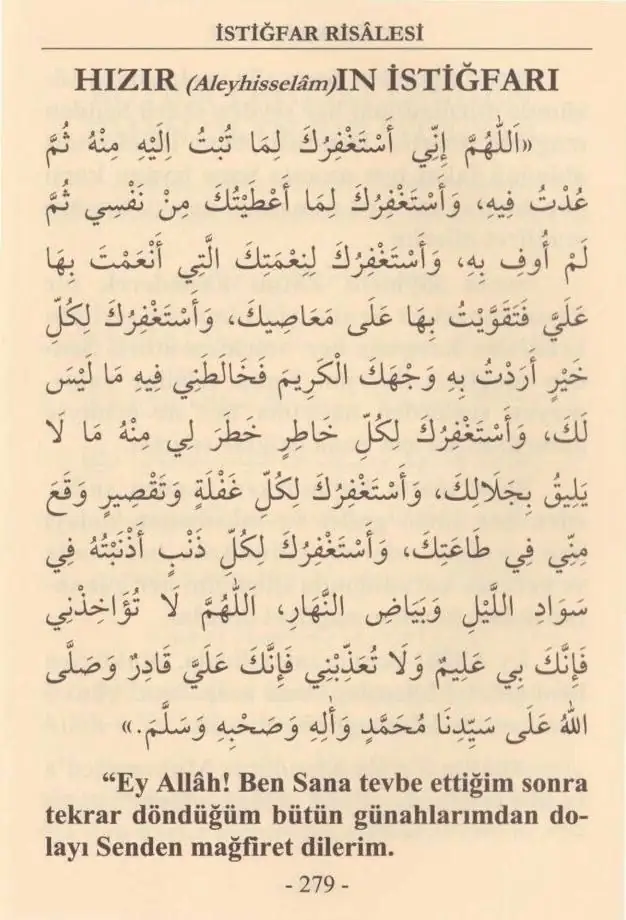 İSTİĞFAR RİSÂLESİ
HIZIR (Aleyhisselâm)IN İSTİĞFARI
«اَللّٰهُمَّ إِنِّي أَسْتَغْفِرُكَ لِمَا تُبْتُ اِلَيْهِ مِنْهُ ثُمَّ
عُدْتُ فِيهِ، وَأَسْتَغْفِرُكَ لِمَا أَعْطَيْتُكَ مِنْ نَفْسِي ثُمَّ
لَمْ أُوفِ بِهِ، وَأَسْتَغْفِرُكَ لِنِعْمَتِكَ الَّتِي أَنْعَمْتَ بِهَا
عَلَيَّ فَتَقَوَّيْتُ بِهَا عَلَى مَعَاصِيكَ، وَأَسْتَغْفِرُكَ لِكُلِّ
خَيْرٍ أَرَدْتُ بِهِ وَجْهَكَ الْكَرِيمَ فَخَالَطَنِي فِيهِ مَا لَيْسَ
لَكَ، وَأَسْتَغْفِرُكَ لِكُلِّ خَاطِرٍ خَطَرَ لِي مِنْهُ مَا لَا
يَلِيقُ بِجَلَالِكَ، وَأَسْتَغْفِرُكَ لِكُلِّ غَفْلَةٍ وَتَقْصِيرٍ وَقَعَ
مِنِّي فِي طَاعَتِكَ، وَأَسْتَغْفِرُكَ لِكُلِّ ذَنْبٍ أَذْنَبْتُهُ فِي
سَوَادِ اللَّيْلِ وَبَيَاضِ النَّهَارِ، اَللّٰهُمَّ لَا تُؤَاخِذْنِي
فَإِنَّكَ بِي عَلِيمٌ وَلَا تُعَذِّبْنِي فَإِنَّكَ عَلَيَّ قَادِرٌ وَصَلَّى
اللهُ عَلَى سَيِّدِنَا مُحَمَّدٍ وَأٰلِهِ وَصَحْبِهِ وَسَلَّمَ.»
“Ey Allâh! Ben Sana tevbe ettiğim sonra
tekrar döndüğüm bütün günahlarımdan do-
layı Senden mağfiret dilerim.
- 279 -